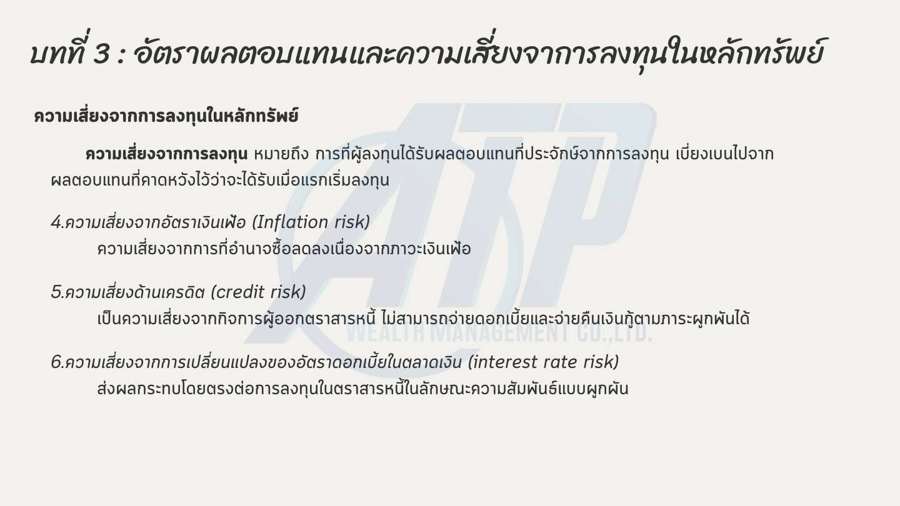 บทที่ 3 : อัตราผลตอบแทนและความเสี่ยงจาการลงทุนในหลักทรัพย์
ความเสี่ยงจากการลงทุนในหลักทรัพย์
ความเสี่ยงจากการลงทุน หมายถึง การที่ผู้ลงทุนได้รับผลตอบแทนที่ประจักษ์จากการลงทุน เบี่ยงเบนไปจาก
ผลตอบแทนที่คาดหวังไว้ว่าจะได้รับเมื่อแรกเริ่มลงทุน
4.ความเสี่ยงจากอัตราเงินเฟ้อ (Inflation risk)
ความเสี่ยงจากการที่อำนาจซื้อลดลงเนื่องจากภาวะเงินเฟ้อ
5.ความเสี่ยงด้านเครดิต (credit risk)
เป็นความเสี่ยงจากกิจการผู้ออกตราสารหนี้ ไม่สามารถจ่ายดอกเบี้ยและจ่ายคืนเงินกู้ตามภาระผูกพันได้
6.ความเสี่ยงจากการเปลี่ยนแปลงของอัตราดอกเบี้ยในตลาดเงิน (interest rate risk)
ส่งผลกระทบโดยตรงต่อการลงทุนในตราสารหนี้ในลักษณะความสัมพันธ์แบบผูกผัน
ATP
WEALTH MANAGEMENT CO.,LTD.